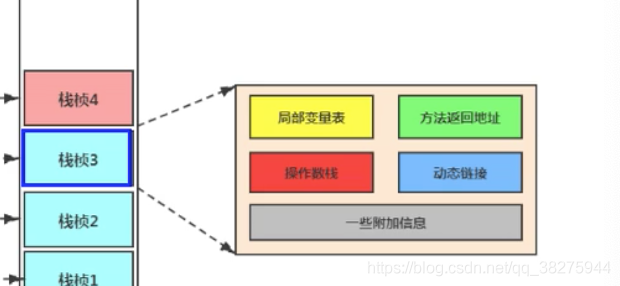 栈桢4
局部变量表 方法返回地址
栈桢3
操作数栈 动态链接
栈桢2
一些附加信息
栈桢1
https://blog.csdn.net/qq_38275944